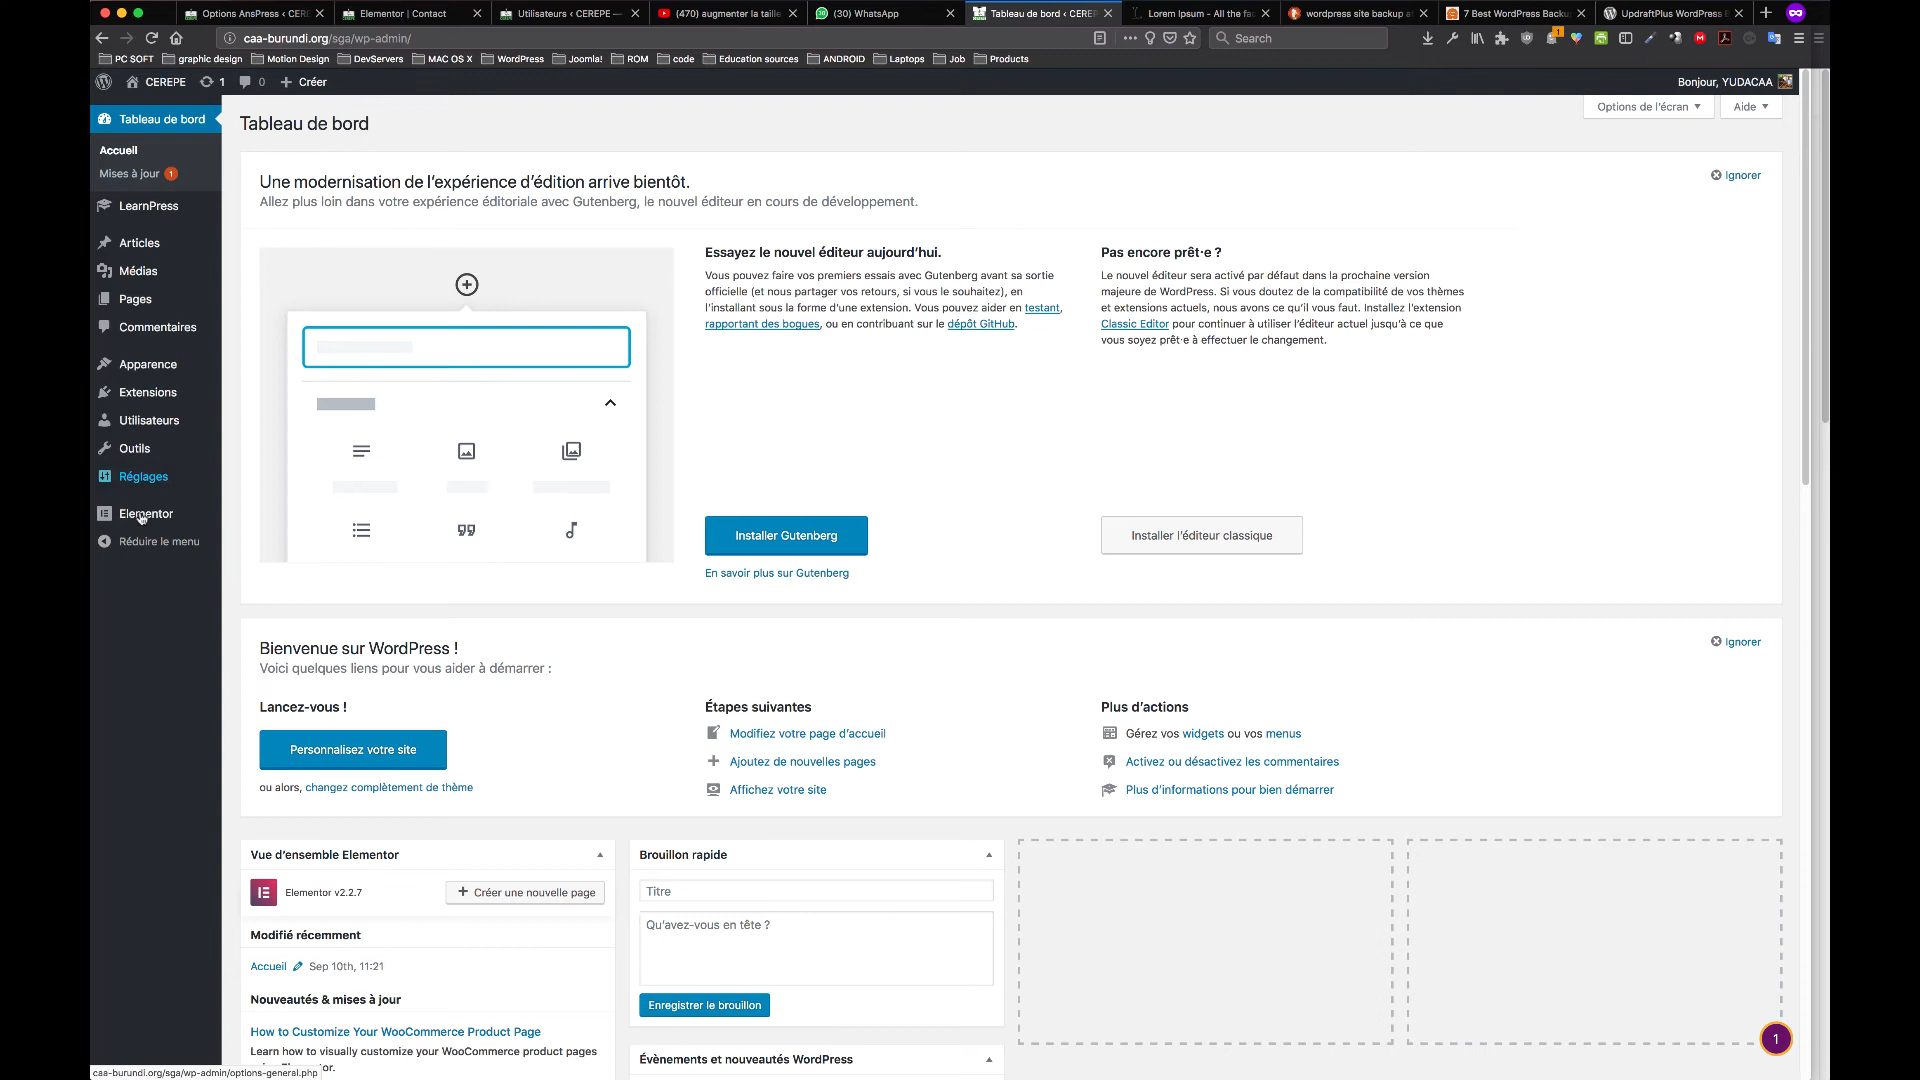 Options AnsPress ‹ CERE
Elementor | Contact
Utilisateurs ‹ CEREPE —
(470) augmenter la taille
(30) WhatsApp
Tableau de bord ‹ CEREP
Lorem Ipsum - All the fac
wordpress site backup at
7 Best WordPress Backup
UpdraftPlus WordPress B
caa-burundi.org/sga/wp-admin/
Search
PC SOFT
graphic design
Motion Design
DevServers
MAC OS X
WordPress
Joomla!
ROM
code
Education sources
ANDROID
Laptops
Job
Products
CEREPE
1
0
Créer
Bonjour, YUDACAA
Tableau de bord
Accueil
Mises à jour 1
LearnPress
Articles
Médias
Pages
Commentaires
Apparence
Extensions
Utilisateurs
Outils
Réglages
Elementor
Réduire le menu
Options de l'écran
Aide
Tableau de bord
Une modernisation de l'expérience d'édition arrive bientôt.
Ignorer
Allez plus loin dans votre expérience éditoriale avec Gutenberg, le nouvel éditeur en cours de développement.
Essayez le nouvel éditeur aujourd'hui.
Vous pouvez faire vos premiers essais avec Gutenberg avant sa sortie
officielle (et nous partager vos retours, si vous le souhaitez), en
l'installant sous la forme d'une extension. Vous pouvez aider en testant,
rapportant des bogues, ou en contribuant sur le dépôt GitHub.
Installer Gutenberg
En savoir plus sur Gutenberg
Pas encore prêt·e ?
Le nouvel éditeur sera activé par défaut dans la prochaine version
majeure de WordPress. Si vous doutez de la compatibilité de vos thèmes
et extensions actuels, nous avons ce qu'il vous faut. Installez l'extension
Classic Editor pour continuer à utiliser l'éditeur actuel jusqu'à ce que
vous soyez prêt·e à effectuer le changement.
Installer l'éditeur classique
Bienvenue sur WordPress !
Ignorer
Voici quelques liens pour vous aider à démarrer :
Lancez-vous !
Personnalisez votre site
ou alors, changez complètement de thème
Étapes suivantes
Modifiez votre page d'accueil
Ajoutez de nouvelles pages
Affichez votre site
Plus d'actions
Gérez vos widgets ou vos menus
Activez ou désactivez les commentaires
Plus d'informations pour bien démarrer
Vue d'ensemble Elementor
Elementor v2.2.7
Créer une nouvelle page
Modifié récemment
Accueil Sep 10th, 11:21
Nouveautés & mises à jour
How to Customize Your WooCommerce Product Page
Learn how to visually customize your WooCommerce product pages
or.
Brouillon rapide
Titre
Qu'avez-vous en tête ?
Enregistrer le brouillon
Évènements et nouveautés WordPress
1
caa-burundi.org/sga/wp-admin/options-general.php